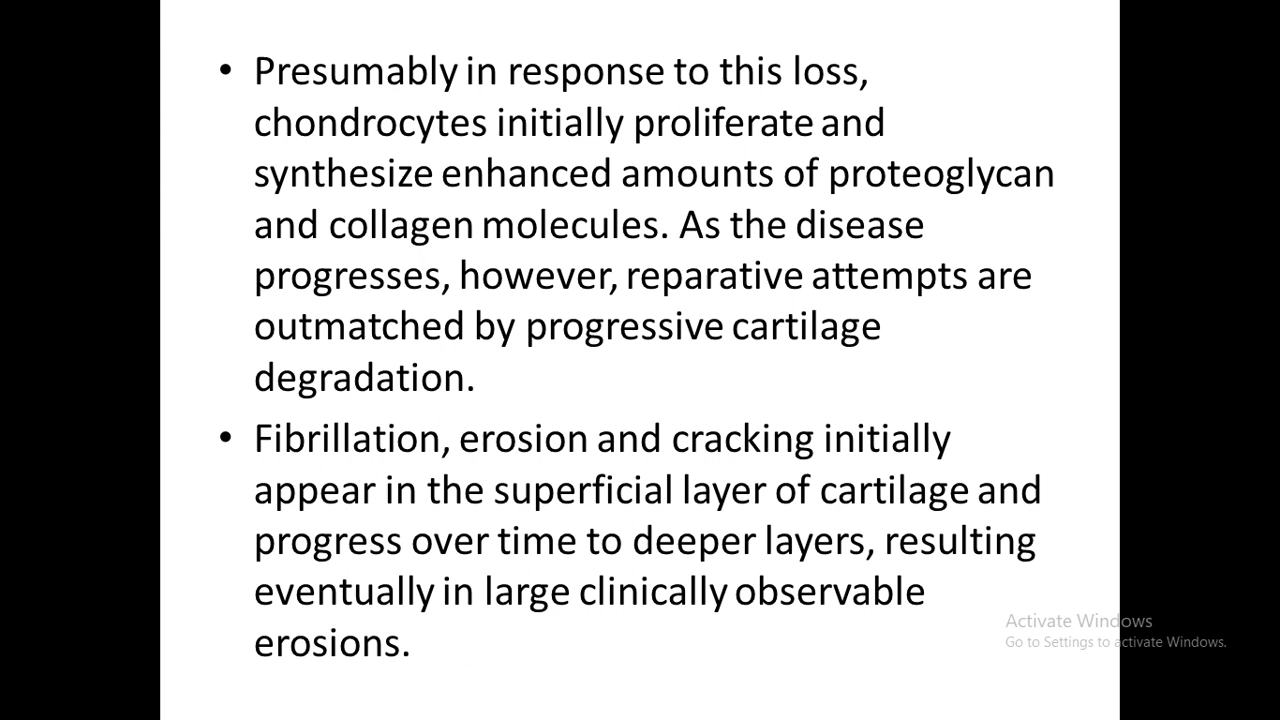 • Presumably in response to this loss,
chondrocytes initially proliferate and
synthesize enhanced amounts of proteoglycan
and collagen molecules. As the disease
progresses, however, reparative attempts are
outmatched by progressive cartilage
degradation.
• Fibrillation, erosion and cracking initially
appear in the superficial layer of cartilage and
progress over time to deeper layers, resulting
eventually in large clinically observable
erosions.
Activate Windows
Go to Settings to activate Windows.